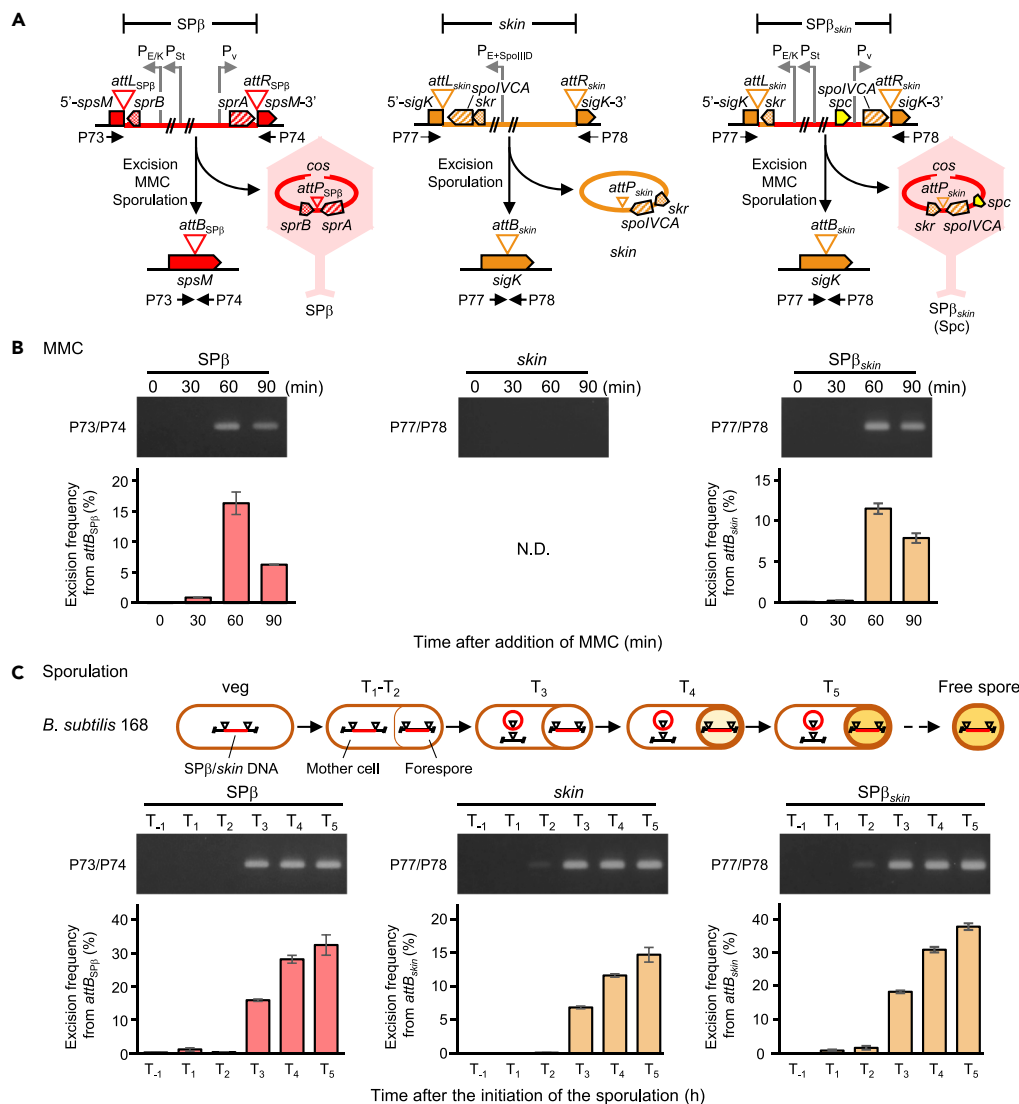 A
SPβ
skin
SPβskin
PE/K PSt Pv
attLSPβ attRSPβ
5'-spsM sprB sprA spsM-3'
P73 P74
Excision
MMC
Sporulation
cos
attPSPβ
sprB sprA
attBSPβ
spsM
P73 P74
SPβ
PE+SpoIIID
attLskin spoIVCA attRskin
5'-sigK skr sigK-3'
P77 P78
Excision
Sporulation
attPskin
skr
spoIVCA
skin
attBskin
sigK
P77 P78
PE/K PSt Pv
attLskin spoIVCA attRskin
5'-sigK skr spc sigK-3'
P77 P78
Excision
MMC
Sporulation
cos
attPskin
spc
skr spoIVCA
attBskin
sigK
P77 P78
SPβskin
(Spc)
B MMC
SPβ
0 30 60 90 (min)
P73/P74
skin
0 30 60 90 (min)
P77/P78
SPβskin
0 30 60 90 (min)
P77/P78
Excision frequency
from attBSPβ (%)
20
15
10
5
0
0 30 60 90
N.D.
Excision frequency
from attBskin (%)
15
10
5
0
0 30 60 90
Time after addition of MMC (min)
C Sporulation
veg T1-T2 T3 T4 T5 Free spore
B. subtilis 168
SPβ/skin DNA Mother cell Forespore
SPβ
T-1 T1 T2 T3 T4 T5
P73/P74
skin
T-1 T1 T2 T3 T4 T5
P77/P78
SPβskin
T-1 T1 T2 T3 T4 T5
P77/P78
Excision frequency
from attBSPβ (%)
40
30
20
10
0
T-1 T1 T2 T3 T4 T5
Excision frequency
from attBskin (%)
20
15
10
5
0
T-1 T1 T2 T3 T4 T5
Excision frequency
from attBskin (%)
40
30
20
10
0
T-1 T1 T2 T3 T4 T5
Time after the initiation of the sporulation (h)